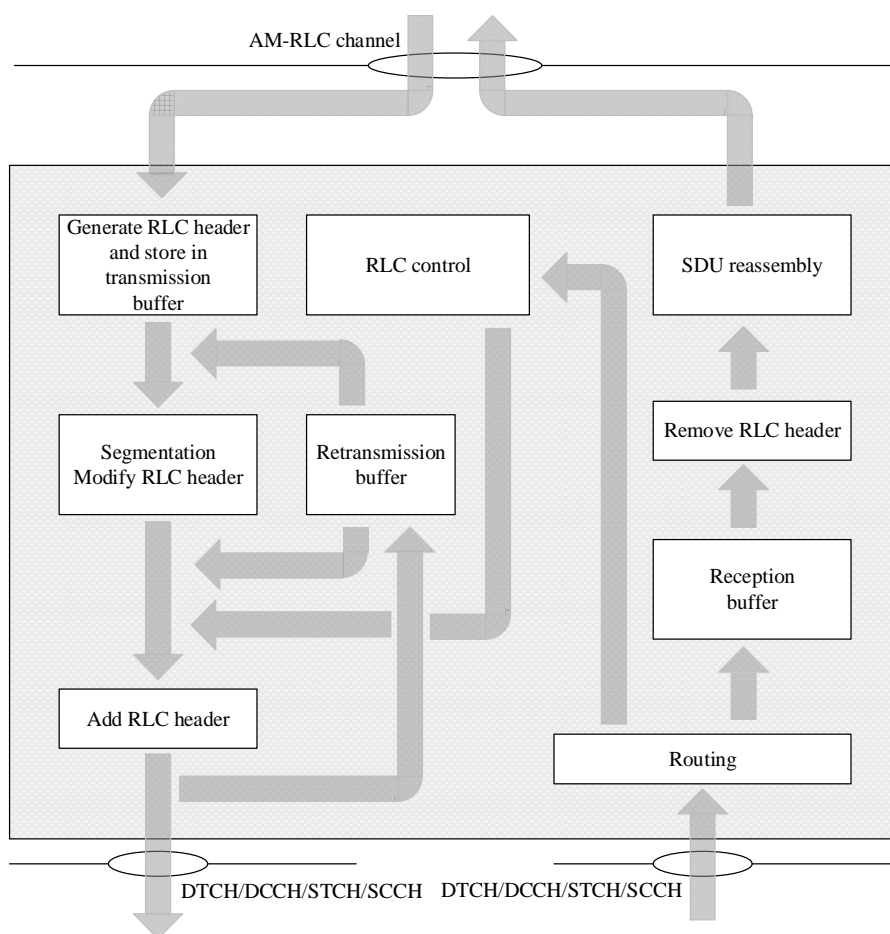 AM-RLC channel
Generate RLC header
and store in
transmission
buffer
RLC control
SDU reassembly
Segmentation
Modify RLC header
Retransmission
buffer
Remove RLC header
Reception
buffer
Add RLC header
Routing
DTCH/DCCH/STCH/SCCH
DTCH/DCCH/STCH/SCCH